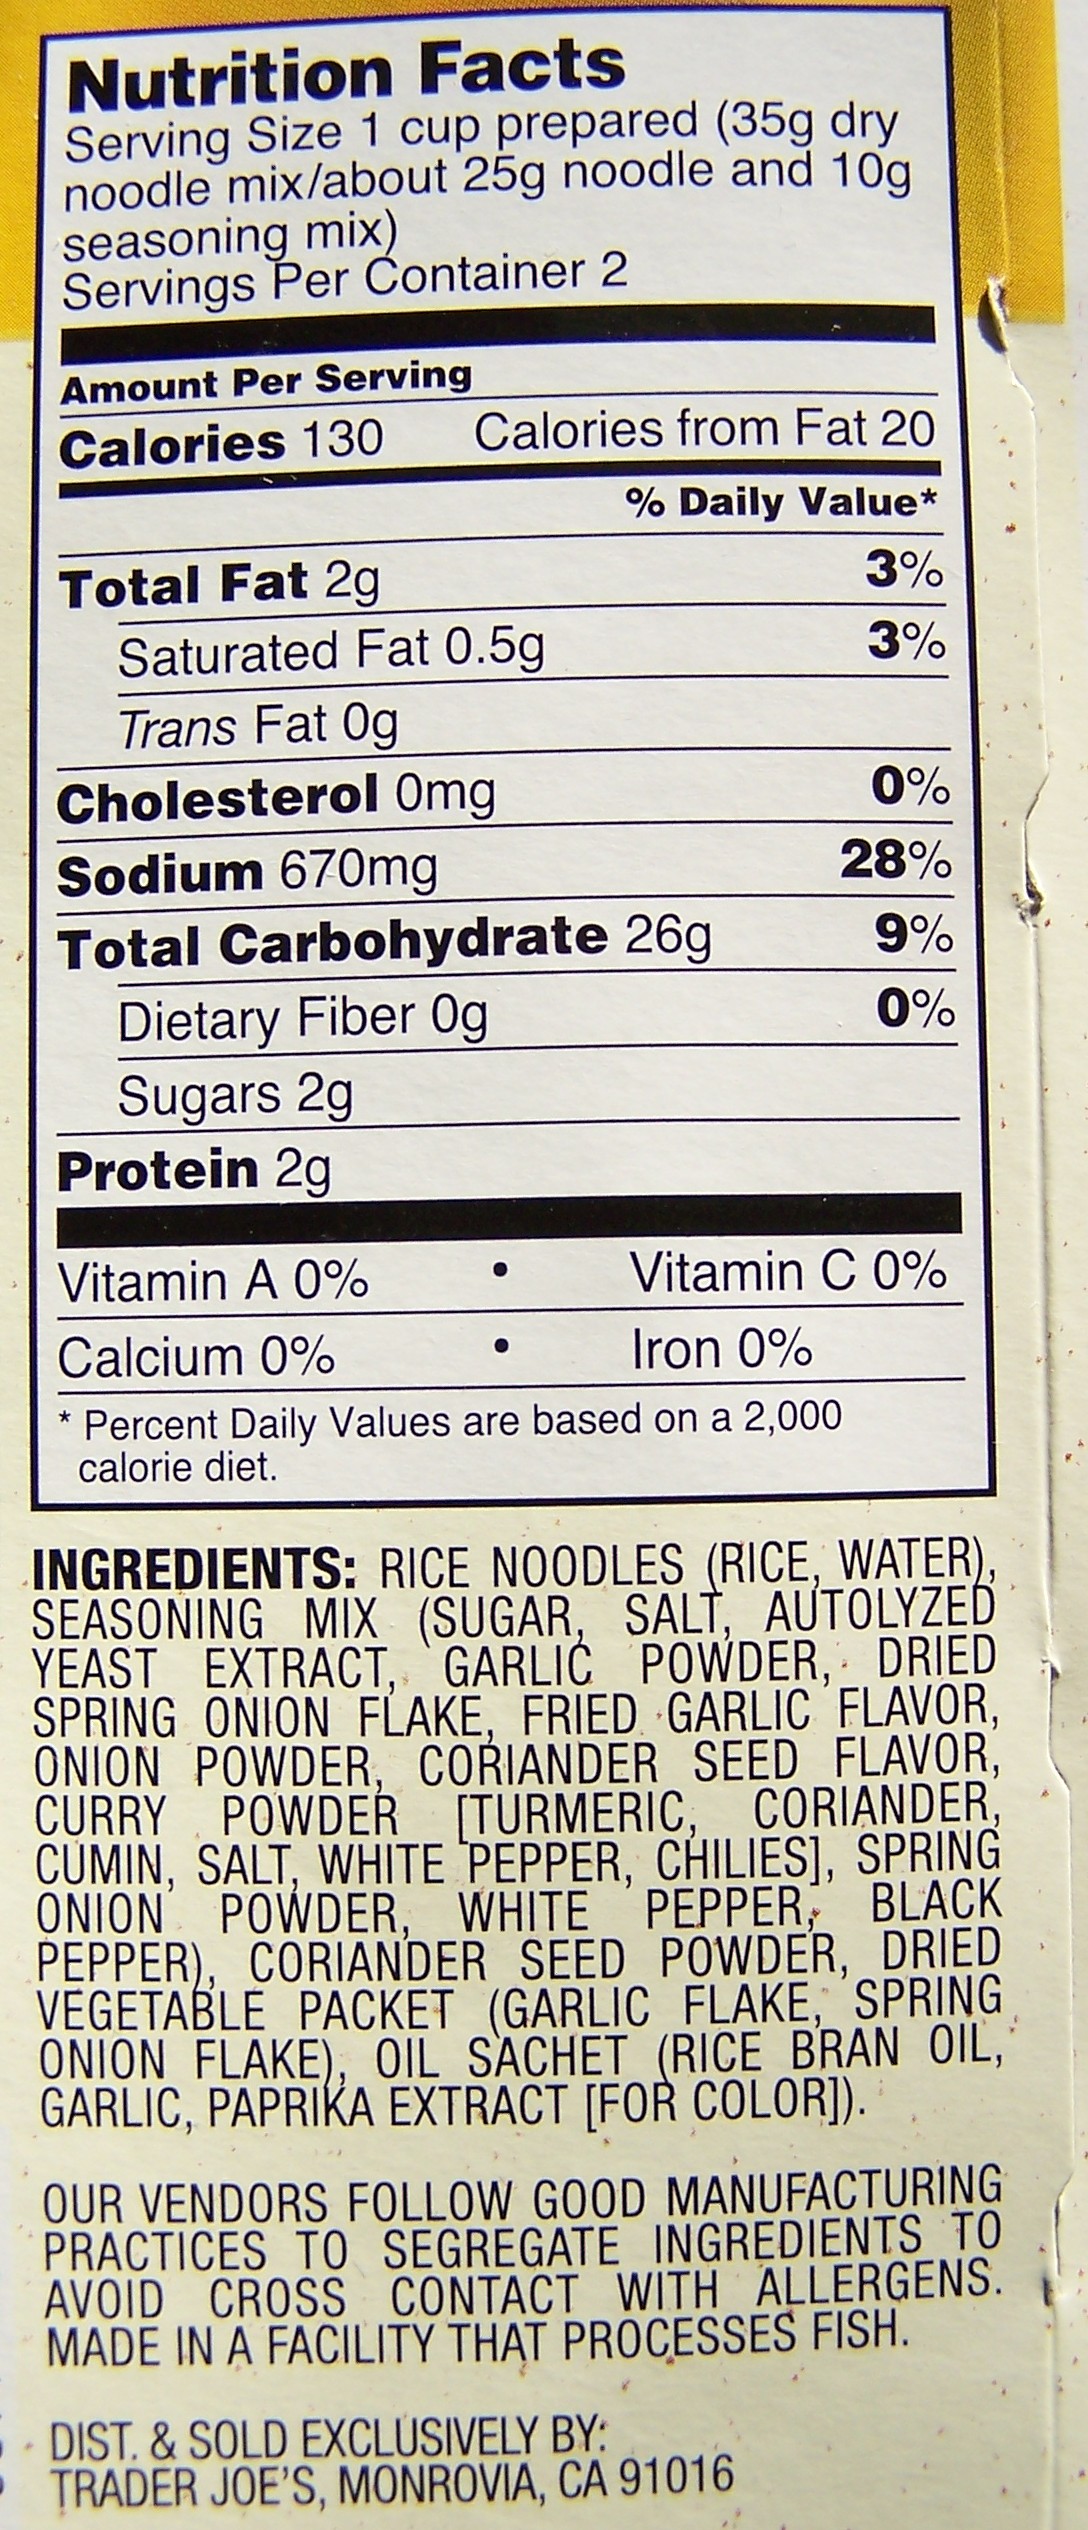 Nutrition Facts
Serving Size 1 cup prepared (35g dry
noodle mix/about 25g noodle and 10g
seasoning mix)
Servings Per Container 2
Amount Per Serving
Calories 130 Calories from Fat 20
% Daily Value*
Total Fat 2g 3%
Saturated Fat 0.5g 3%
Trans Fat 0g
Cholesterol 0mg 0%
Sodium 670mg 28%
Total Carbohydrate 26g 9%
Dietary Fiber 0g 0%
Sugars 2g
Protein 2g
Vitamin A 0% • Vitamin C 0%
Calcium 0% • Iron 0%
* Percent Daily Values are based on a 2,000
calorie diet.
INGREDIENTS: RICE NOODLES (RICE, WATER),
SEASONING MIX (SUGAR, SALT, AUTOLYZED
YEAST EXTRACT, GARLIC POWDER, DRIED
SPRING ONION FLAKE, FRIED GARLIC FLAVOR,
ONION POWDER, CORIANDER SEED FLAVOR,
CURRY POWDER [TURMERIC, CORIANDER,
CUMIN, SALT, WHITE PEPPER, CHILIES], SPRING
ONION POWDER, WHITE PEPPER, BLACK
PEPPER), CORIANDER SEED POWDER, DRIED
VEGETABLE PACKET (GARLIC FLAKE, SPRING
ONION FLAKE), OIL SACHET (RICE BRAN OIL,
GARLIC, PAPRIKA EXTRACT [FOR COLOR]).
OUR VENDORS FOLLOW GOOD MANUFACTURING
PRACTICES TO SEGREGATE INGREDIENTS TO
AVOID CROSS CONTACT WITH ALLERGENS.
MADE IN A FACILITY THAT PROCESSES FISH.
DIST. & SOLD EXCLUSIVELY BY:
TRADER JOE'S, MONROVIA, CA 91016